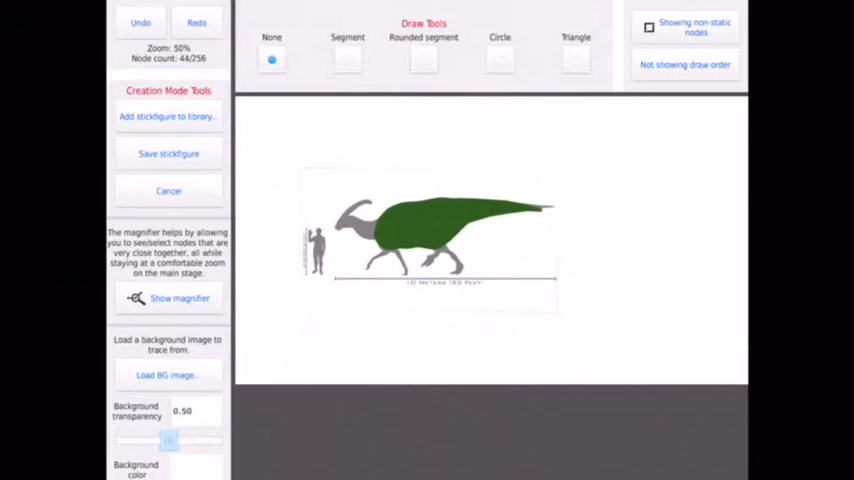 Undo
Redo
Zoom: 50%
Node count: 44/256
Creation Mode Tools
Add stickfigure to library..
Save stickfigure
Cancel
The magnifier helps by allowing
you to see/select nodes that are
very close together, all while
staying at a comfortable zoom
on the main stage.
Show magnifier
Load a background image to
trace from.
Load BG image..
Background
transparency
0.50
Background
color
Draw Tools
None
Segment
Rounded segment
Circle
Triangle
Showing non-static
nodes
Not showing draw order
10 Meters (33 Feet)